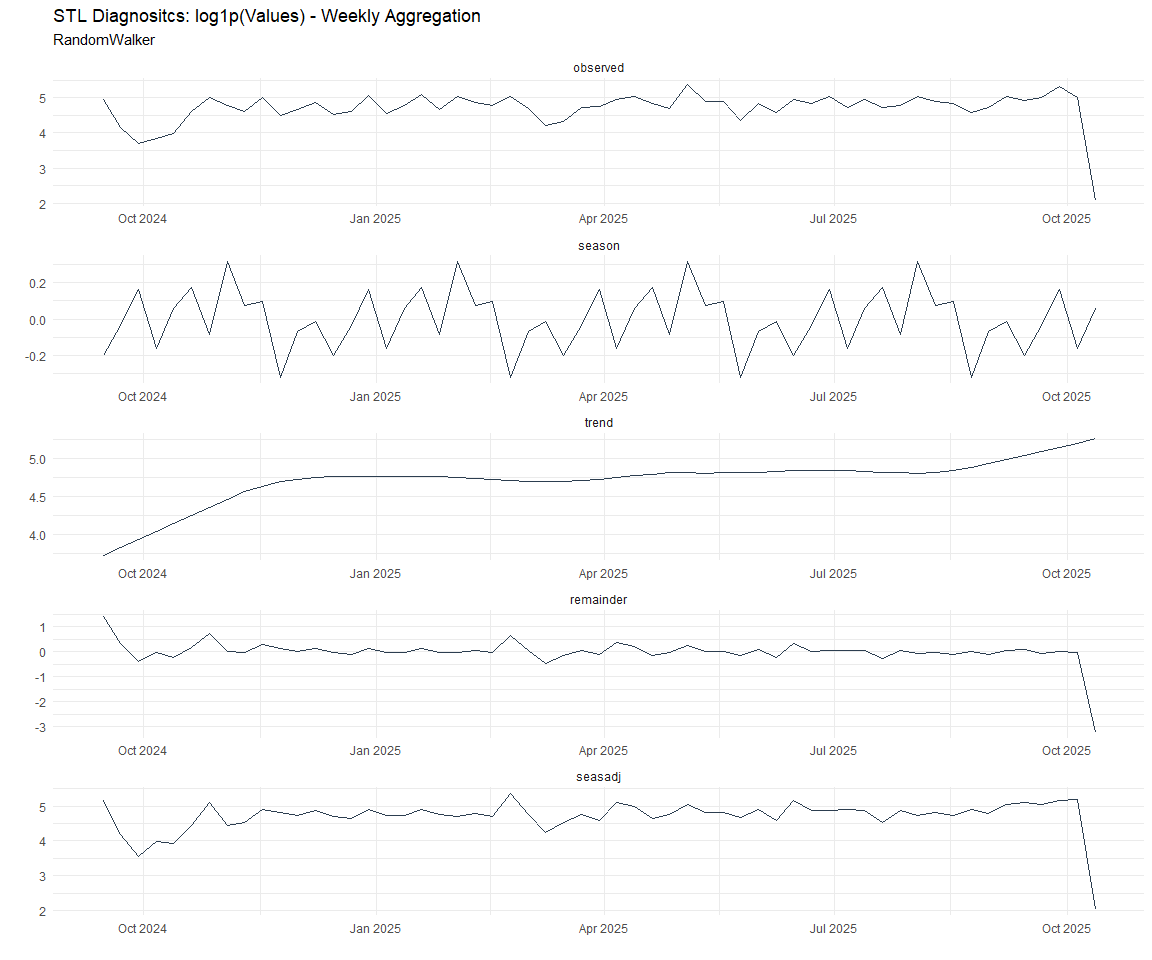 STL Diagnositcs: log1p(Values) - Weekly Aggregation
RandomWalker
observed
5
4
3
2
Oct 2024 Jan 2025 Apr 2025 Jul 2025 Oct 2025
season
0.2
0.0
-0.2
Oct 2024 Jan 2025 Apr 2025 Jul 2025 Oct 2025
trend
5.0
4.5
4.0
Oct 2024 Jan 2025 Apr 2025 Jul 2025 Oct 2025
remainder
1
0
-1
-2
-3
Oct 2024 Jan 2025 Apr 2025 Jul 2025 Oct 2025
seasadj
5
4
3
2
Oct 2024 Jan 2025 Apr 2025 Jul 2025 Oct 2025